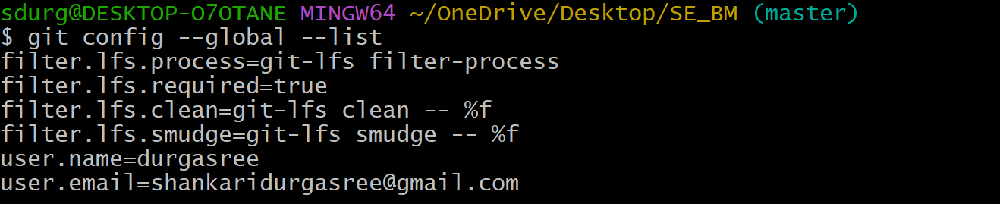 sdurg@DESKTOP-O7OTANE MINGW64 ~/OneDrive/Desktop/SE_BM (master)
$ git config --global --list
filter.lfs.process=git-lfs filter-process
filter.lfs.required=true
filter.lfs.clean=git-lfs clean -- %f
filter.lfs.smudge=git-lfs smudge -- %f
user.name=durgasree
user.email=shankaridurgasree@gmail.com